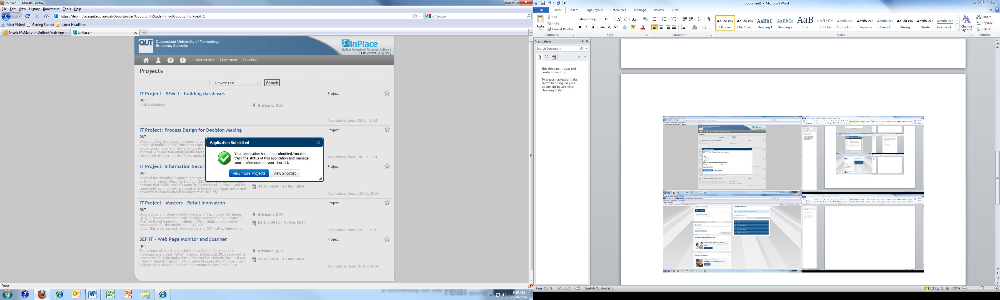 InPlace - - Mozilla Firefox
File Edit View History Bookmarks Tools Help
https://dev-inplace.qut.edu.au/uat/Opportunities/OpportunityStudent.mvc?OpportunityTypeId=1
Google
Most Visited Getting Started Latest Headlines
Nicole McMahon - Outlook Web App
InPlace -
QUT
Queensland University of Technology
Brisbane, Australia
InPlace
Student Professional Placement Software
ITstudent1 [ Log Off ]
Opportunities Placement Shortlist
Projects
Newest First
Search
IT Project - SEM-1 - building databases
Project
QUT
build a database
Brisbane, QLD
Applications close: 30 Jun 2014
IT Project: Process Design for Decision Making
Project
QUT
When seeking to redesign business proce
graphical models of their business proces
about where, how and why changes to th
enacted. Any decision made on the basis
susceptible to their quality. Thus, analysts
Applications close: 30 Jun 2014
Application Submitted
Your application has been submitted.You can
track the status of this application and manage
your preferences on your shortlist.
View more Projects
View Shortlist
IT Project: Information Securi
Project
QUT
Much of the disciplines' information secur
by the Information Security Institute (ISI).
institute that builds real solutions for government, business and the
community by undertaking research in technology, legal, policy and
governance issues related to information security.
21 Jul 2014 - 13 Nov 2014
Applications close: 15 Aug 2014
IT Project - Masters - Retail Innovation
Project
QUT
Woolworths and Queensland University of Technology (Brisbane,
QLD), have commenced a collaboration termed the 'Woolworths
Chair of Retail Innovation' initiative. This initiative is funded by
Woolworths for the timeframe 2012-2014.
Under this arrangement, Woolworths and QUT will collaborate to
Brisbane, QLD
01 Jan 2012 - 31 Dec 2014
Applications close: 25 Jul 2014
SEF IT - Web Page Monitor and Scanner
Project
QUT
The volume of credit and debit transactions in Australia has
increased every year. APCA Financial statistics in 2013 recorded an
increment of Credit and Debit Card issued in Australia for Card Not
Present fraud transaction (CNP). Several cases of CNP occur due to
leakage data obtained by hackers. Various hacker groups use
Brisbane, QLD
21 Jul 2014 - 13 Nov 2014
Applications close: 31 Aug 2014
Done
a university for the real world
9:20 AM
25/06/2014
Document1 - Microsoft Word
File Home Insert Page Layout References Mailings Review View
Paste
Cut
Copy
Format Painter
Clipboard
Calibri (Body) 11
Font
Paragraph
AaBbCcDc AaBbCcDc AaBbC AaBbCc AaB AaBbCc. AaBbCcDc AaBbCcDc AaBbCcDc AaBbCcDc AaBbCcDc AaBbCcDc
¶ Normal ¶ No Spaci... Heading 1 Heading 2 Title Subtitle Subtle Em... Emphasis Intense E... Strong Quote Intense Q...
Change Styles
Styles
Find
Replace
Select
Editing
Navigation
Search Document
This document does not
contain headings.
To create navigation tabs,
create headings in your
document by applying
Heading Styles.
Projects
SEF IT - Web Page Monitor and Scanner
Work Integrated Learning (WIL)
Student exchange
Page: 2 of 2 Words: 0 English (Australia) 156%